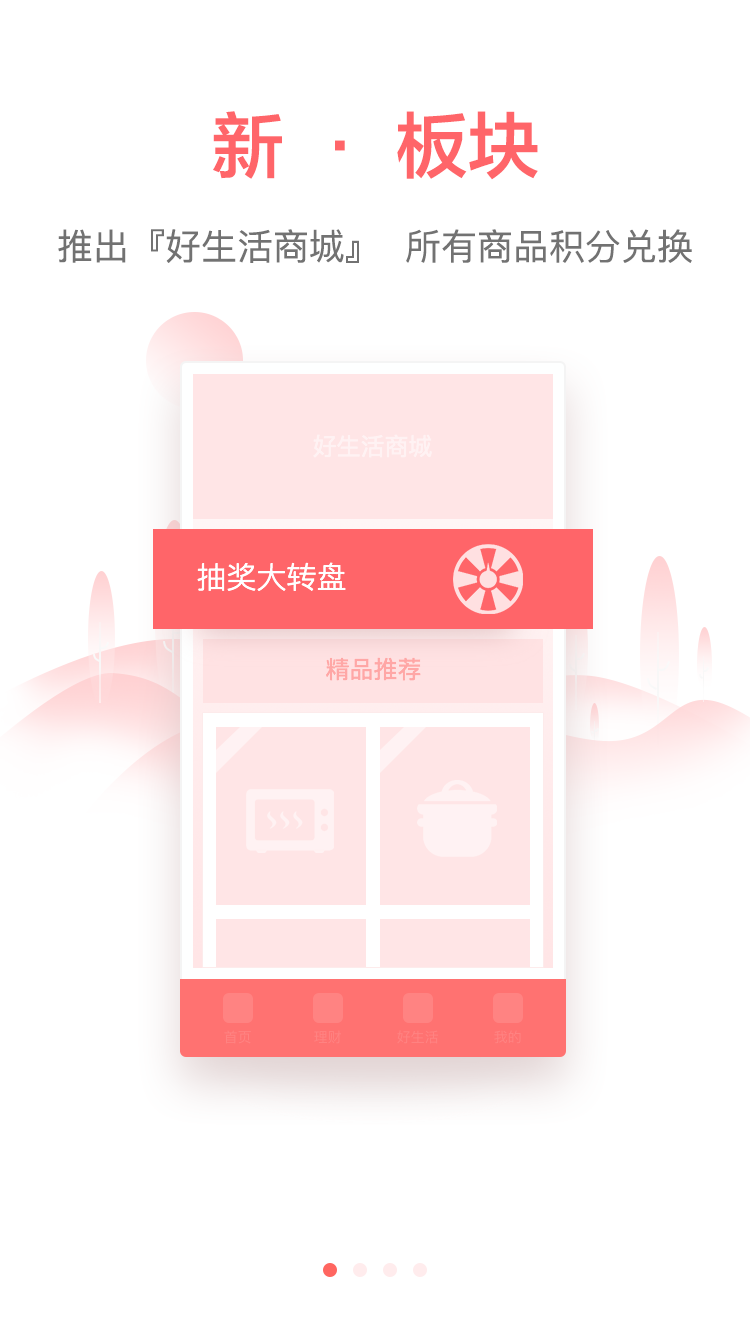 新 · 板块
推出『好生活商城』 所有商品积分兑换
好生活商城
抽奖大转盘
精品推荐
首页 理财 好生活 我的